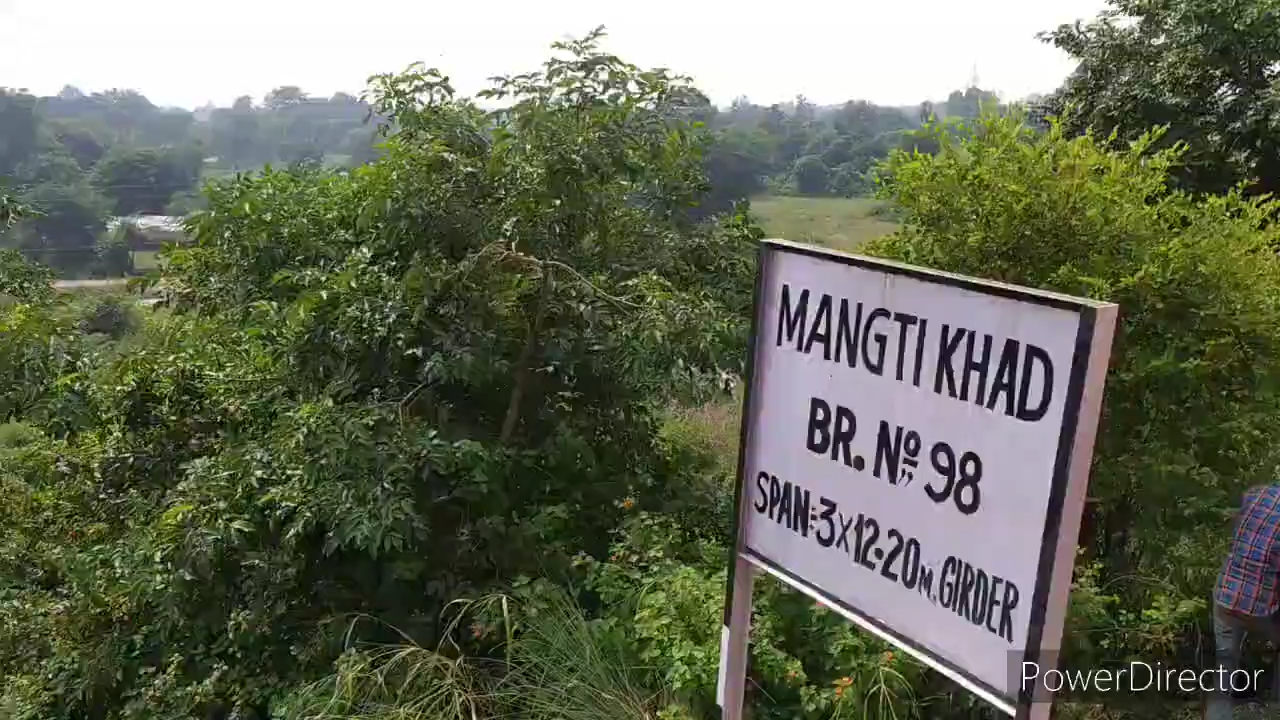 MANGTI KHAD
BR. Nº 98
SPAN=3X12.20M.GIRDER
PowerDirector